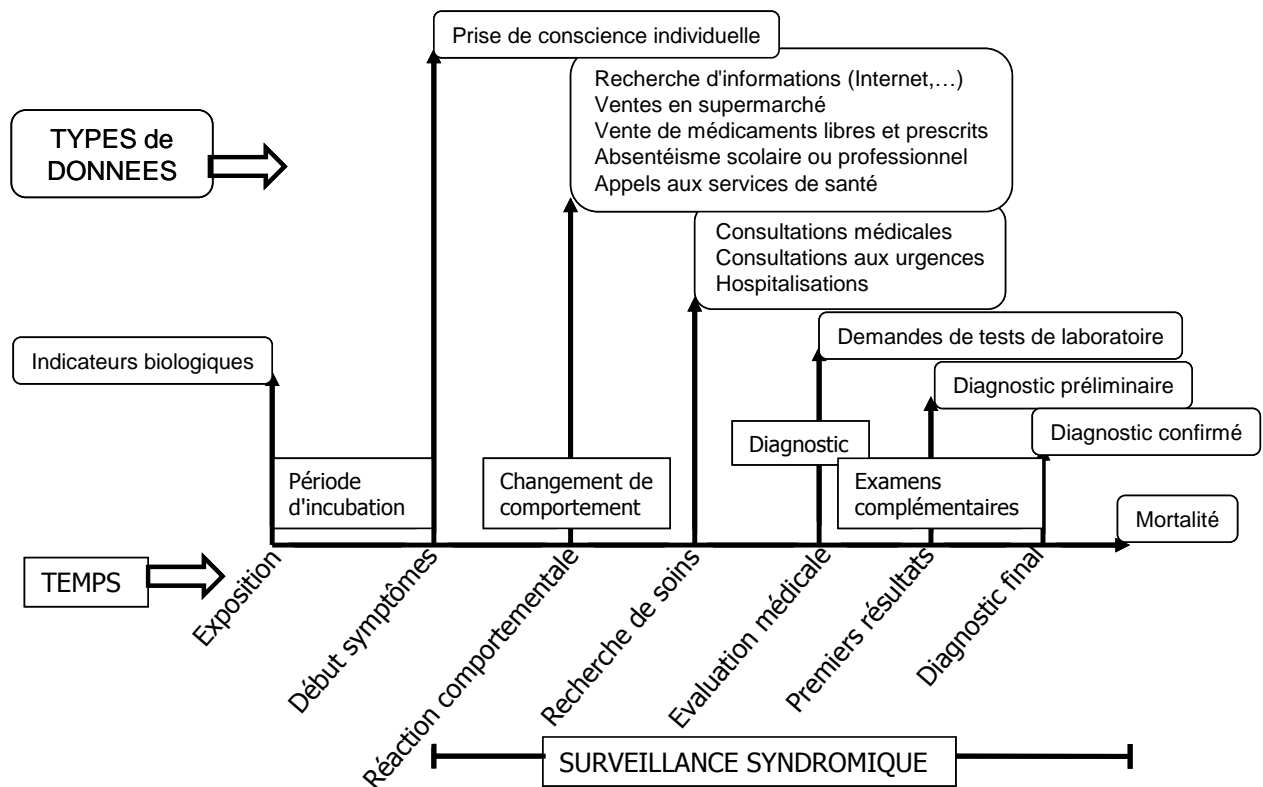 Prise de conscience individuelle
Recherche d'informations (Internet,…)
Ventes en supermarché
Vente de médicaments libres et prescrits
Absentéisme scolaire ou professionnel
Appels aux services de santé
TYPES de
DONNEES
Consultations médicales
Consultations aux urgences
Hospitalisations
Indicateurs biologiques
Demandes de tests de laboratoire
Diagnostic préliminaire
Diagnostic confirmé
Diagnostic
Période
d'incubation
Changement de
comportement
Examens
complémentaires
Mortalité
TEMPS
Exposition
Début symptômes
Réaction comportementale
Recherche de soins
Evaluation médicale
Premiers résultats
Diagnostic final
SURVEILLANCE SYNDROMIQUE